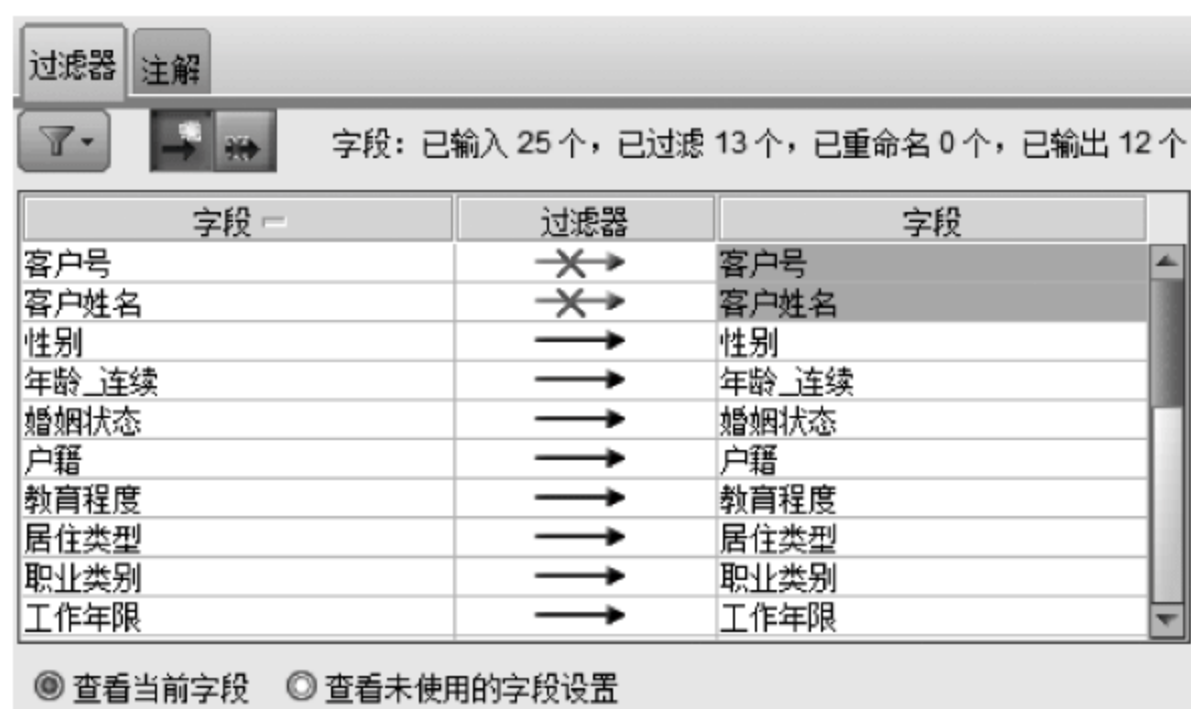 过滤器 注解
字段：已输入 25 个，已过滤 13 个，已重命名 0 个，已输出 12 个
字段 过滤器 字段
客户号 客户号
客户姓名 客户姓名
性别 性别
年龄_连续 年龄_连续
婚姻状态 婚姻状态
户籍 户籍
教育程度 教育程度
居住类型 居住类型
职业类别 职业类别
工作年限 工作年限
查看当前字段 查看未使用的字段设置